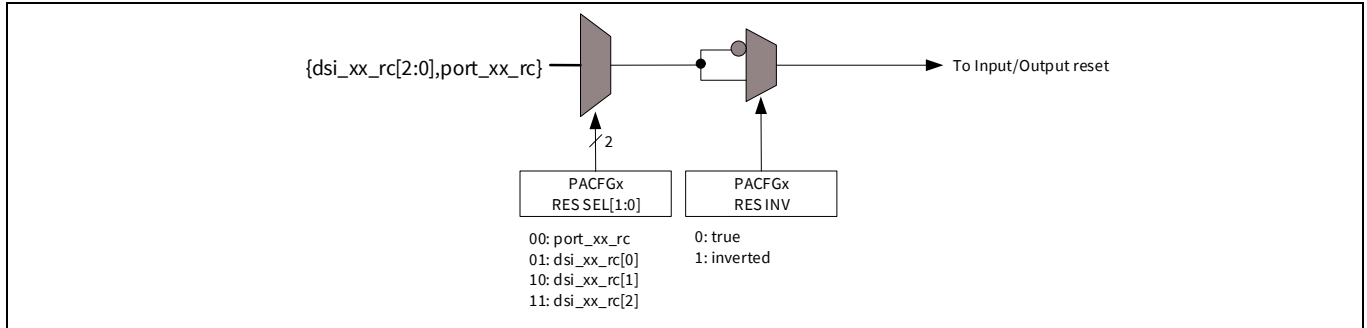 {dsi_xx_rc[2:0],port_xx_rc}
To Input/Output reset
2
PACFGx
RES SEL[1:0]
PACFGx
RES INV
00: port_xx_rc
01: dsi_xx_rc[0]
10: dsi_xx_rc[1]
11: dsi_xx_rc[2]
0: true
1: inverted